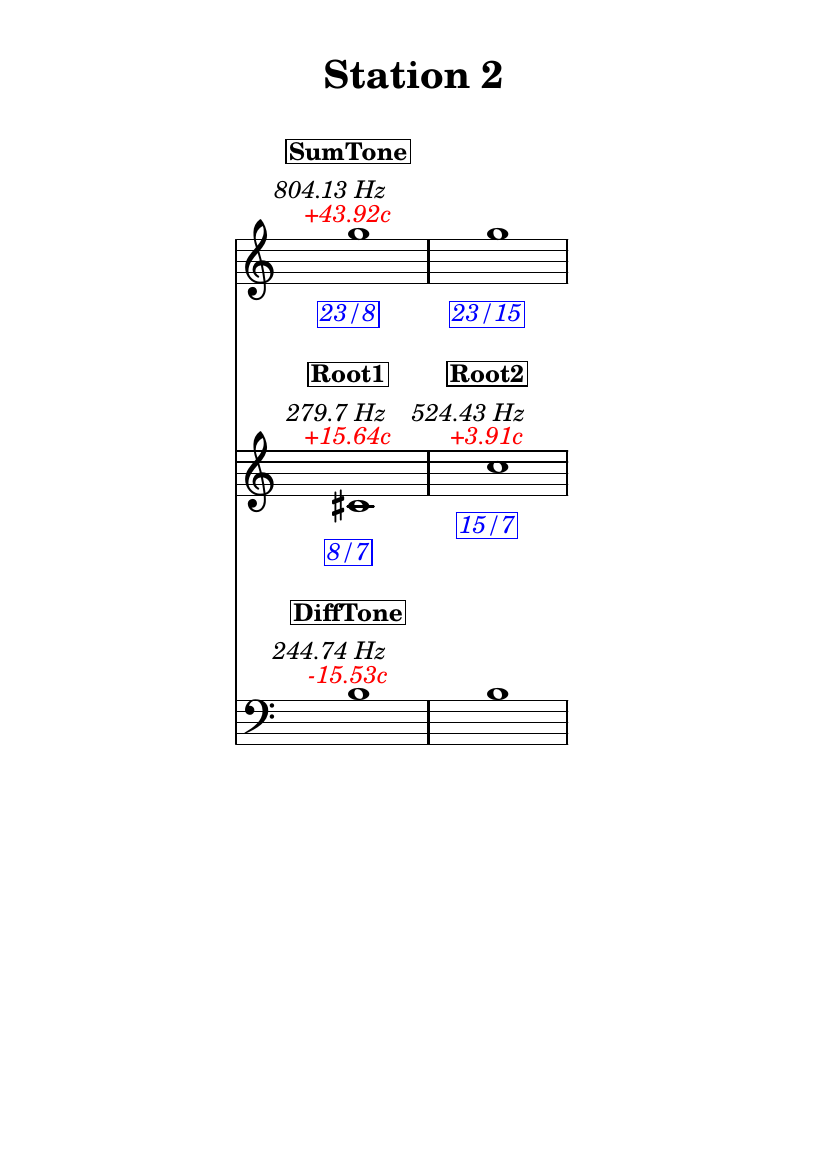 Station 2
SumTone
804.13 Hz
+43.92c
23/8 23/15
Root1 Root2
279.7 Hz 524.43 Hz
+15.64c +3.91c
15/7
8/7
DiffTone
244.74 Hz
-15.53c